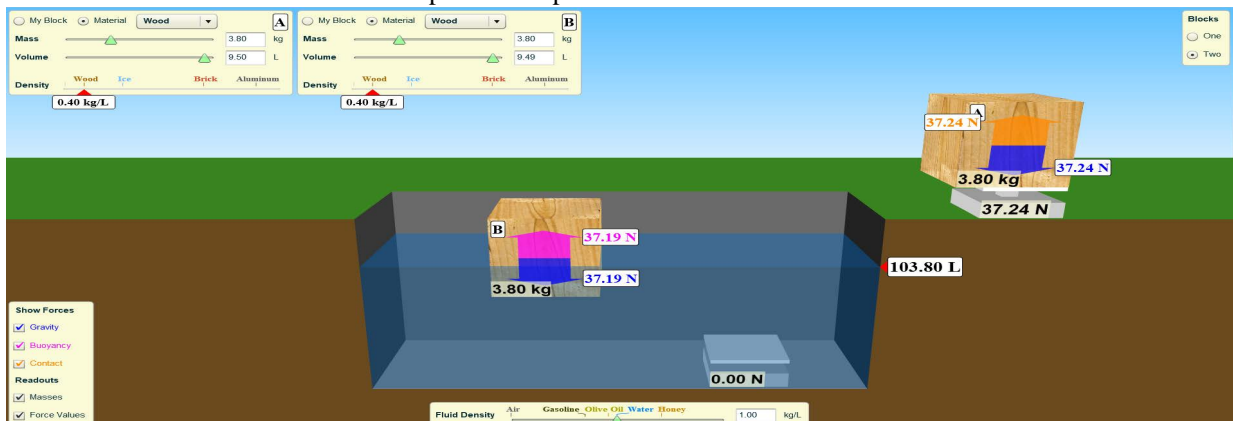 My Block Material Wood A
Mass 3.80 kg
Volume 9.50 L
Density Wood Ice Brick Aluminum
0.40 kg/L
My Block Material Wood B
Mass 3.80 kg
Volume 9.49 L
Density Wood Ice Brick Aluminum
0.40 kg/L
Blocks
One
Two
A
37.24 N
37.24 N
3.80 kg
37.24 N
B
37.19 N
37.19 N
3.80 kg
103.80 L
0.00 N
Show Forces
Gravity
Buoyancy
Contact
Readouts
Masses
Force Values
Air Gasoline Olive Oil Water Honey
Fluid Density 1.00 kg/L